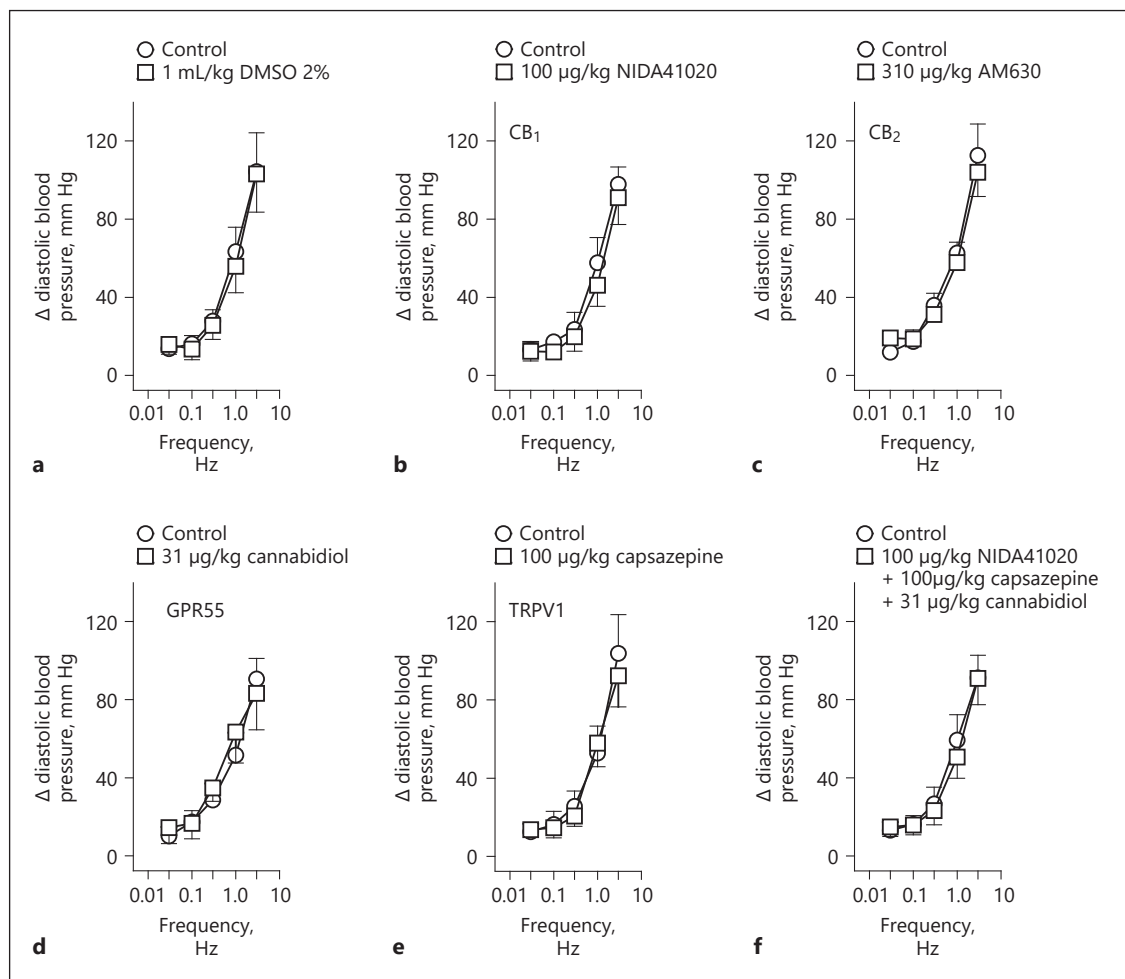 Control
1 mL/kg DMSO 2%
120
80
40
0
Δ diastolic blood
pressure, mm Hg
0.01 0.1 1.0 10
Frequency,
Hz
a
Control
100 µg/kg NIDA41020
CB1
120
80
40
0
Δ diastolic blood
pressure, mm Hg
0.01 0.1 1.0 10
Frequency,
Hz
b
Control
310 µg/kg AM630
CB2
120
80
40
0
Δ diastolic blood
pressure, mm Hg
0.01 0.1 1.0 10
Frequency,
Hz
c
Control
31 µg/kg cannabidiol
GPR55
120
80
40
0
Δ diastolic blood
pressure, mm Hg
0.01 0.1 1.0 10
Frequency,
Hz
d
Control
100 µg/kg capsazepine
TRPV1
120
80
40
0
Δ diastolic blood
pressure, mm Hg
0.01 0.1 1.0 10
Frequency,
Hz
e
Control
100 µg/kg NIDA41020
+ 100µg/kg capsazepine
+ 31 µg/kg cannabidiol
120
80
40
0
Δ diastolic blood
pressure, mm Hg
0.01 0.1 1.0 10
Frequency,
Hz
f